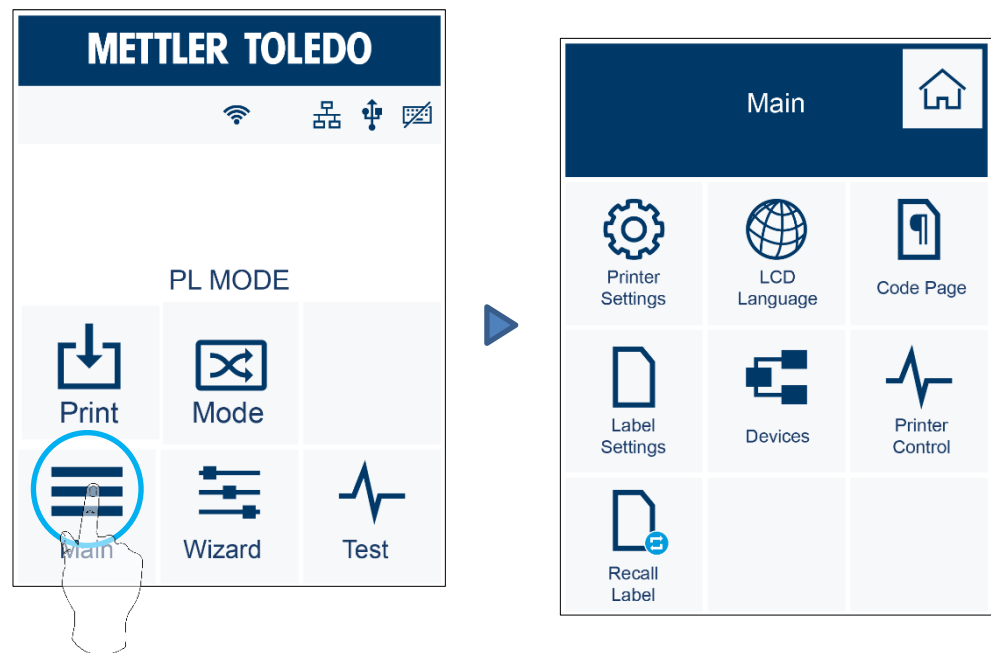 METTLER TOLEDO
PL MODE
Print
Mode
Main
Wizard
Test
Main
Printer
Settings
LCD
Language
Code Page
Label
Settings
Devices
Printer
Control
Recall
Label